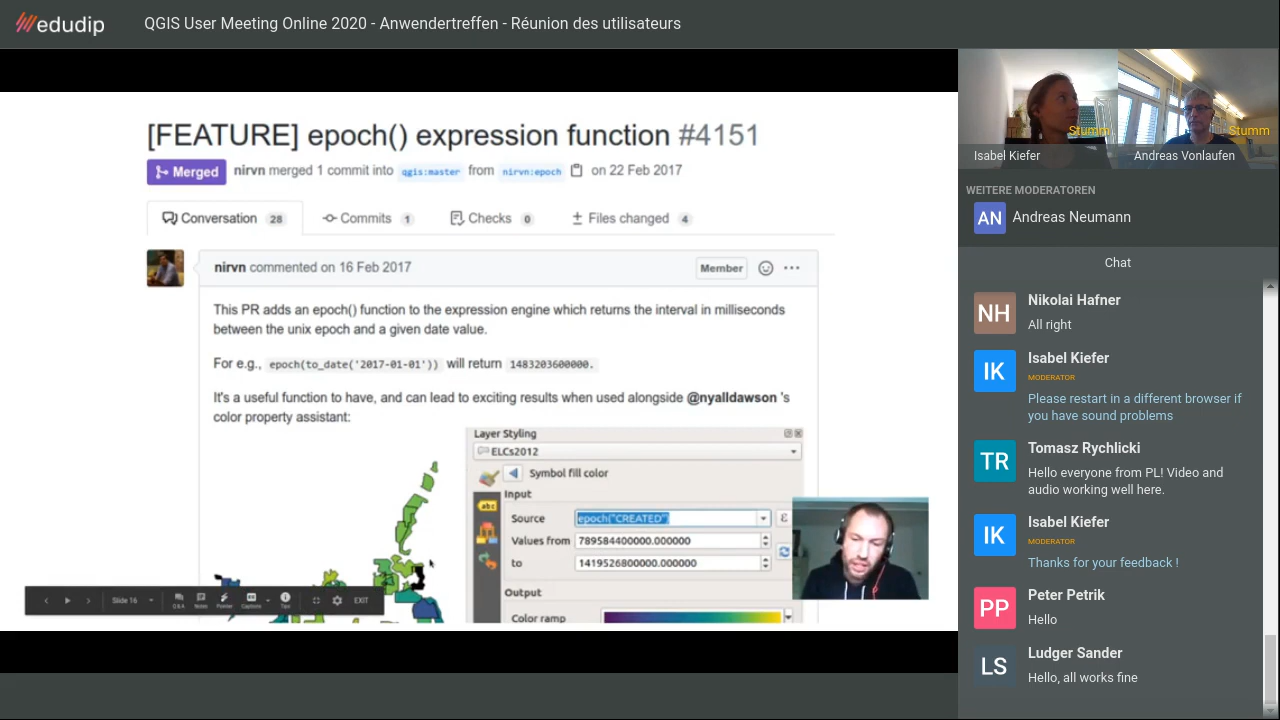 edudip
QGIS User Meeting Online 2020 - Anwendertreffen - Réunion des utilisateurs
[FEATURE] epoch() expression function #4151
Merged nirvn merged 1 commit into qgis:master from nirvn:epoch on 22 Feb 2017
Conversation 28 Commits 1 Checks 0 Files changed 4
nirvn commented on 16 Feb 2017 Member
This PR adds an epoch() function to the expression engine which returns the interval in milliseconds
between the unix epoch and a given date value.
For e.g., epoch(to_date('2017-01-01')) will return 1483203600000.
It's a useful function to have, and can lead to exciting results when used alongside @nyalldawson 's
color property assistant:
Layer Styling
ELCs2012
Symbol fill color
Input
Source epoch("CREATED") ε
Values from 789584400000.000000
to 1419526800000.000000
Output
Color ramp
abc
Slide 16 Q&A Notes Pointer Captions Tips EXIT
Stumm Stumm
Isabel Kiefer Andreas Vonlaufen
WEITERE MODERATOREN
AN Andreas Neumann
Chat
NH Nikolai Hafner
All right
IK Isabel Kiefer
MODERATOR
Please restart in a different browser if
you have sound problems
TR Tomasz Rychlicki
Hello everyone from PL! Video and
audio working well here.
IK Isabel Kiefer
MODERATOR
Thanks for your feedback !
PP Peter Petrik
Hello
LS Ludger Sander
Hello, all works fine